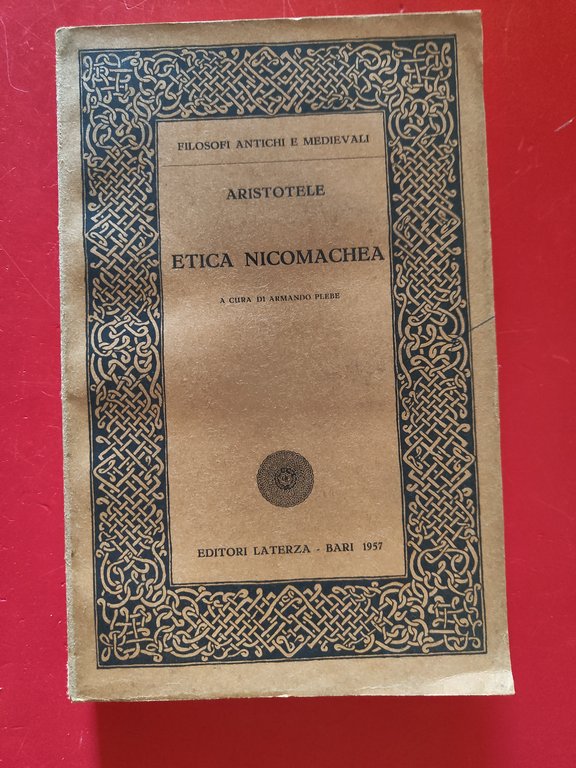 FILOSOFI ANTICHI E MEDIEVALI
ARISTOTELE
ETICA NICOMACHEA
A CURA DI ARMANDO PLEBE
EDITORI LATERZA - BARI 1957